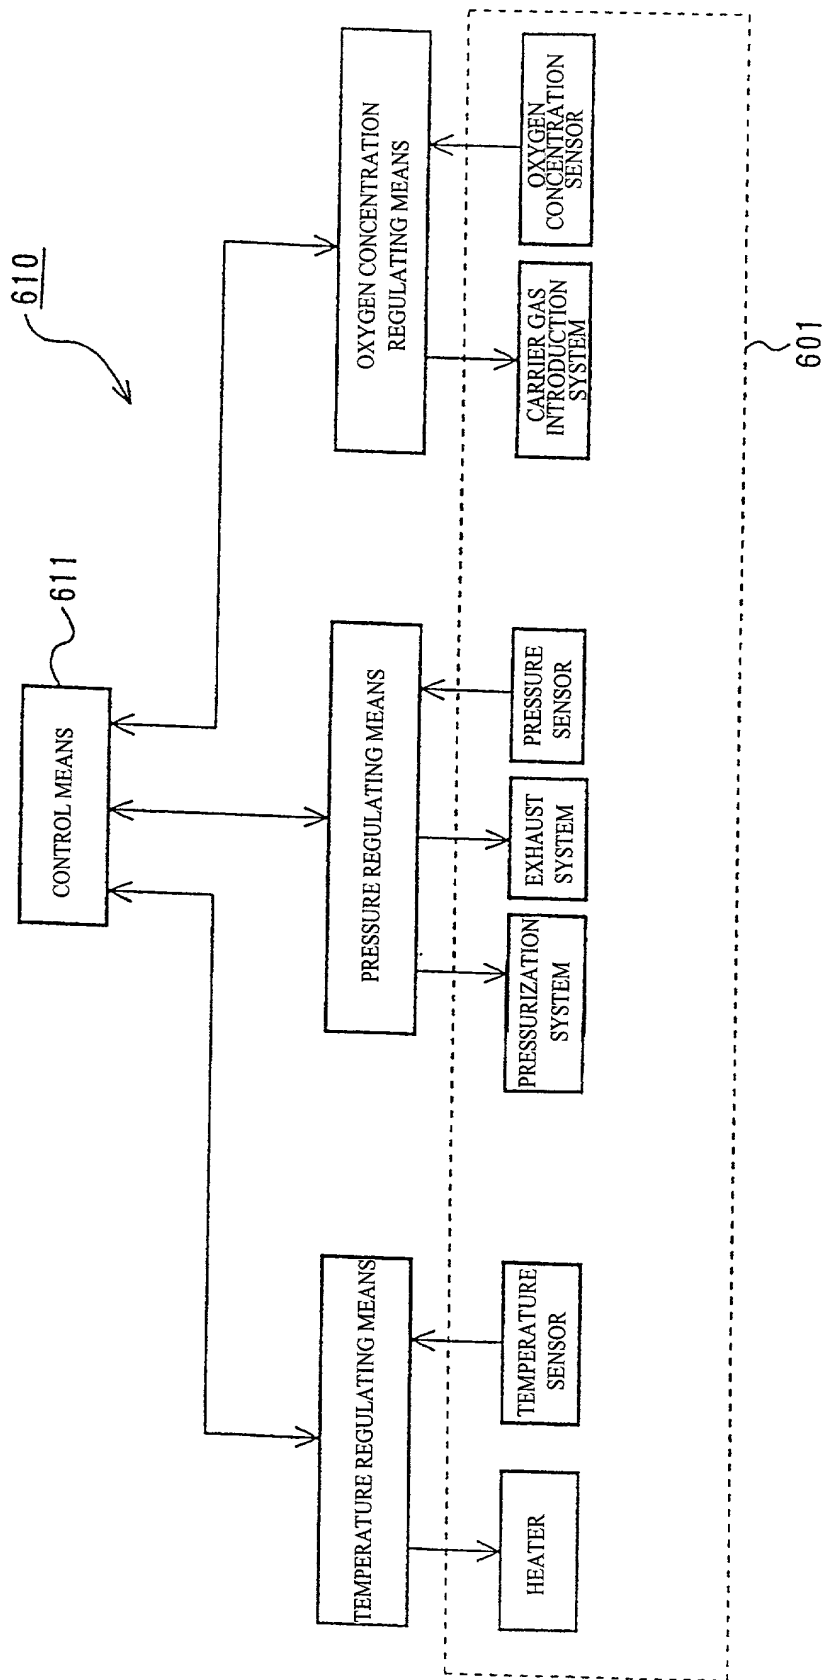 610
CONTROL MEANS
611
TEMPERATURE REGULATING MEANS
PRESSURE REGULATING MEANS
OXYGEN CONCENTRATION
REGULATING MEANS
HEATER
TEMPERATURE
SENSOR
PRESSURIZATION
SYSTEM
EXHAUST
SYSTEM
PRESSURE
SENSOR
CARRIER GAS
INTRODUCTION
SYSTEM
OXYGEN
CONCENTRATION
SENSOR
601